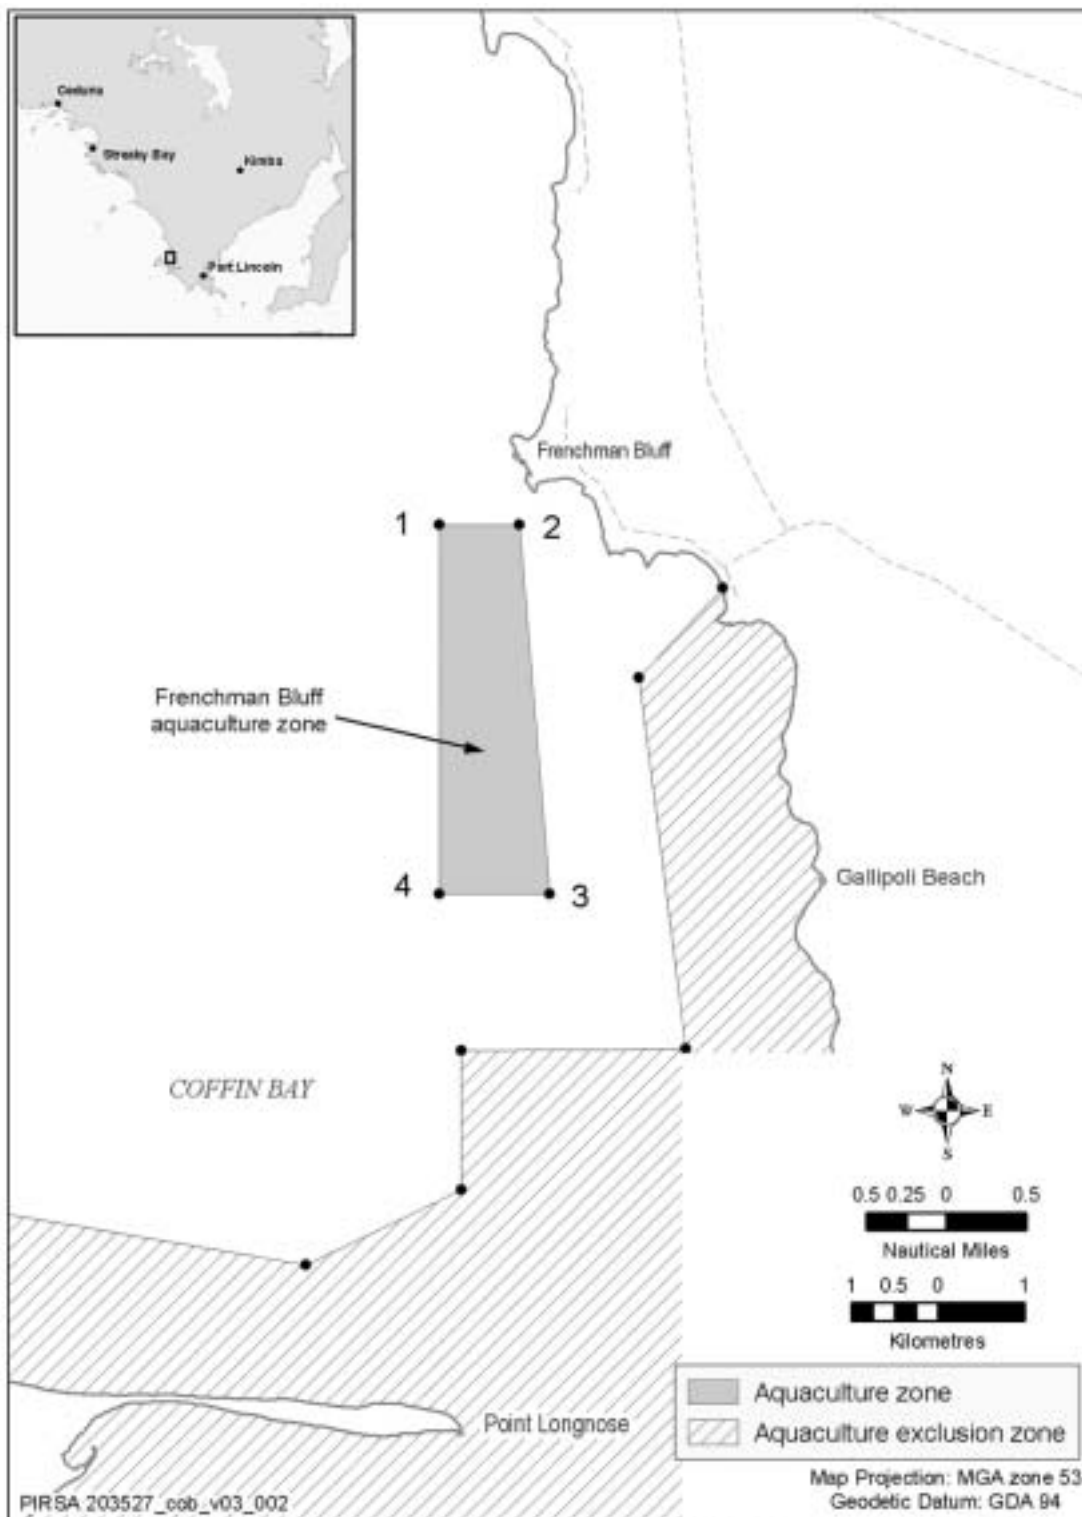 Ceduna
Streaky Bay
Kimba
Port Lincoln
Frenchman Bluff
1
2
Frenchman Bluff
aquaculture zone
4
3
Gallipoli Beach
COFFIN BAY
N
W
E
S
0.5 0.25 0 0.5
Nautical Miles
1 0.5 0 1
Kilometres
Point Longnose
Aquaculture zone
Aquaculture exclusion zone
Map Projection: MGA zone 53
Geodetic Datum: GDA 94
PIRSA 203527_cob_v03_002